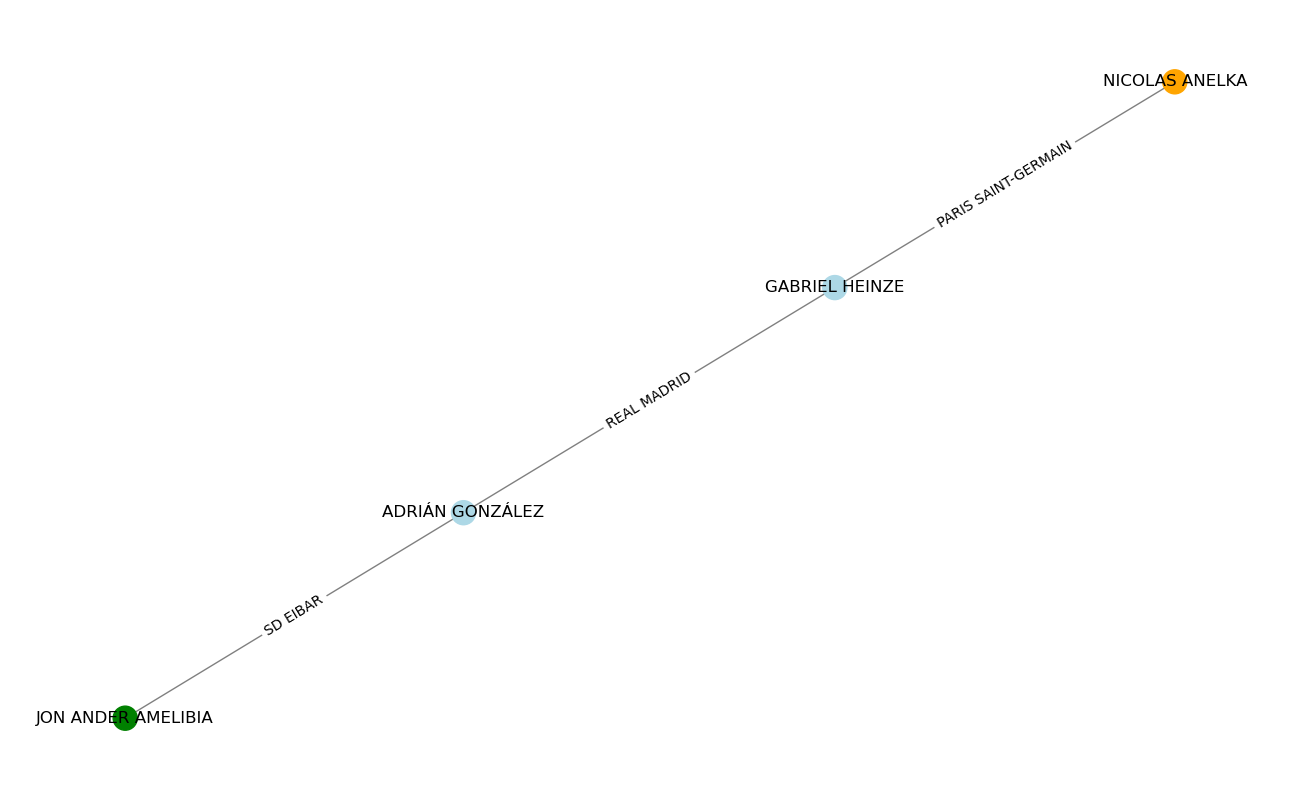 NICOLAS ANELKA
PARIS SAINT-GERMAIN
GABRIEL HEINZE
REAL MADRID
ADRIÁN GONZÁLEZ
SD EIBAR
JON ANDER AMELIBIA